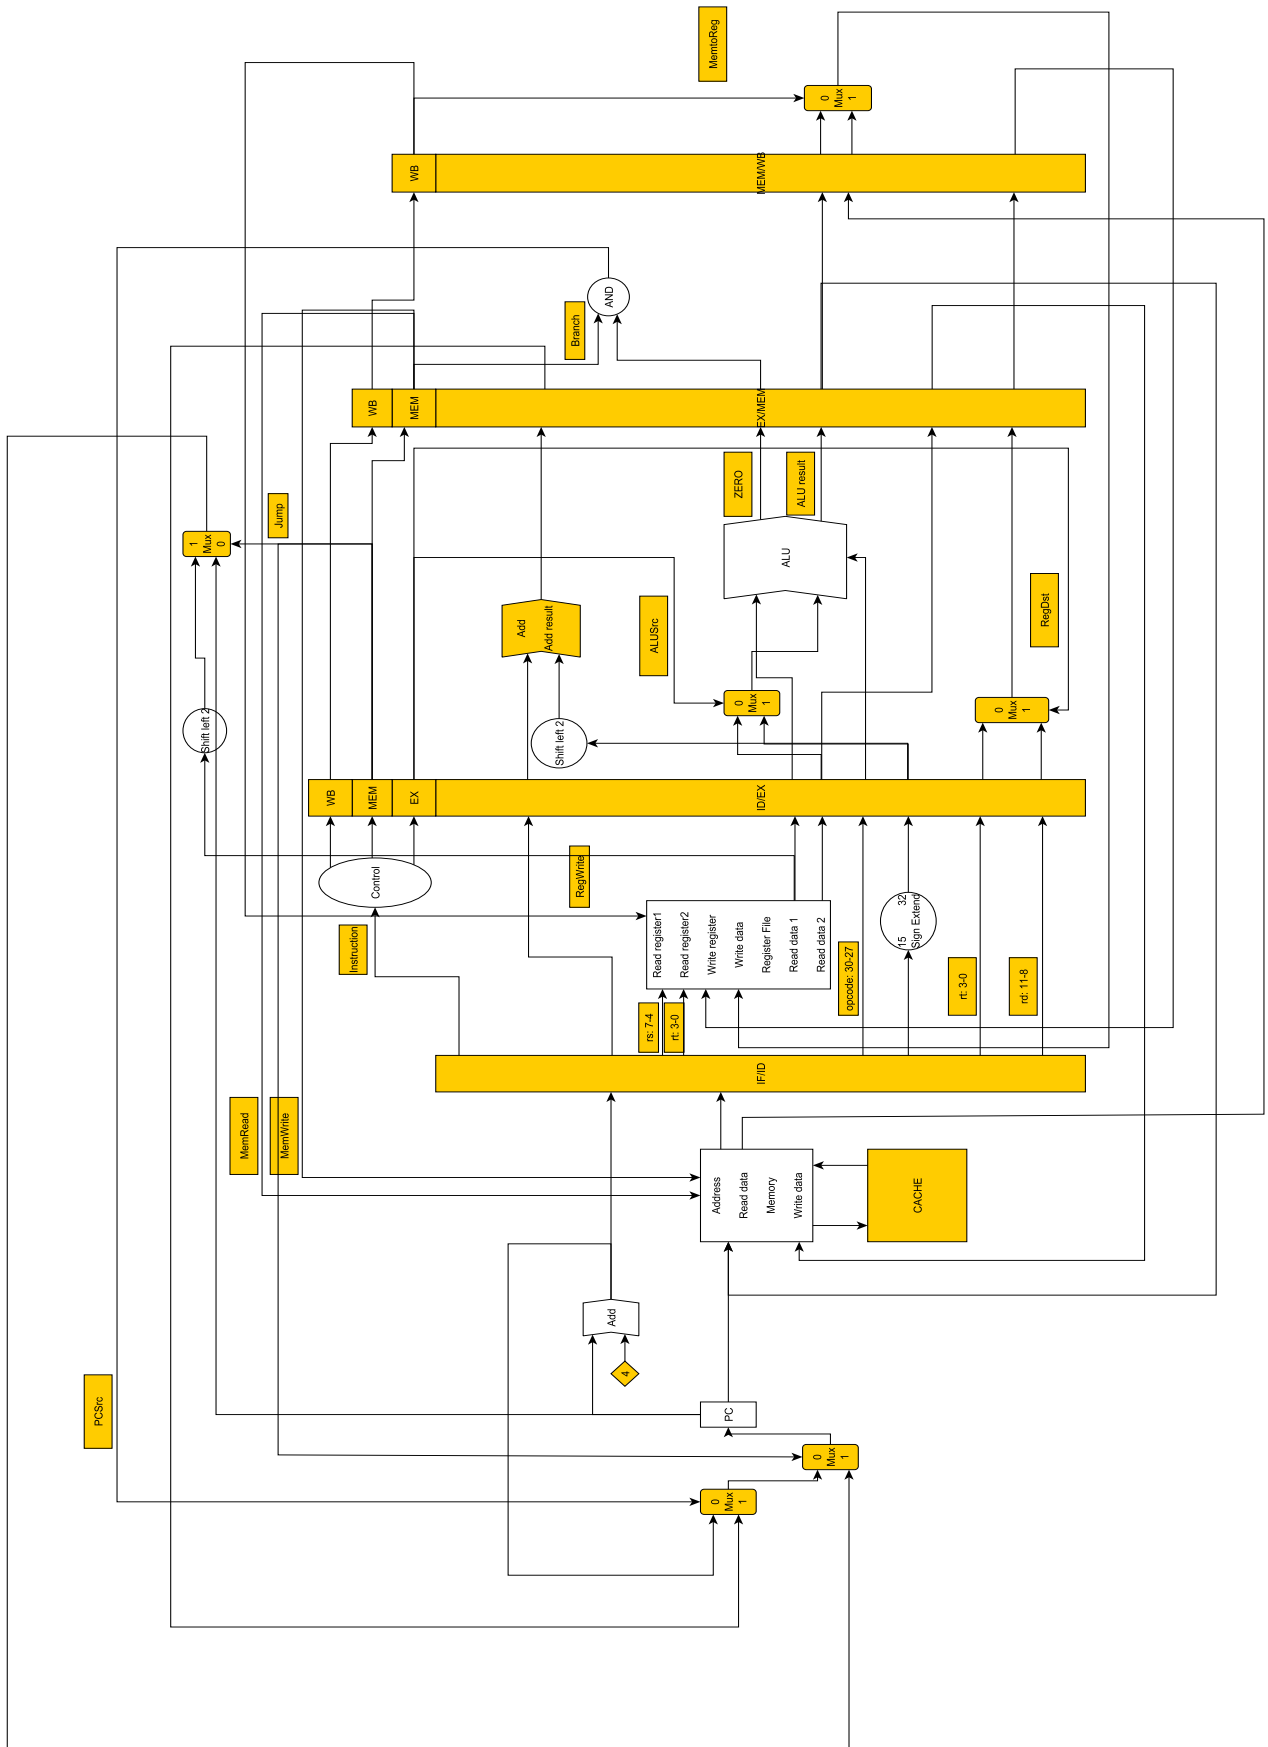 PCSrc
0
Mux
1
0
Mux
1
PC
4
Add
MemRead
MemWrite
Address
Read data
Memory
Write data
CACHE
IF/ID
Instruction
rs: 7-4
rt: 3-0
opcode: 30-27
rt: 3-0
rd: 11-8
Control
RegWrite
Read register1
Read register2
Write register
Write data
Register File
Read data 1
Read data 2
15 32
Sign Extend
WB
MEM
EX
ID/EX
Shift left 2
Shift left 2
1
Mux
0
Jump
Add
Add result
ALUSrc
0
Mux
1
ALU
ZERO
ALU result
0
Mux
1
RegDst
WB
MEM
EX/MEM
Branch
AND
WB
MEM/WB
MemtoReg
0
Mux
1